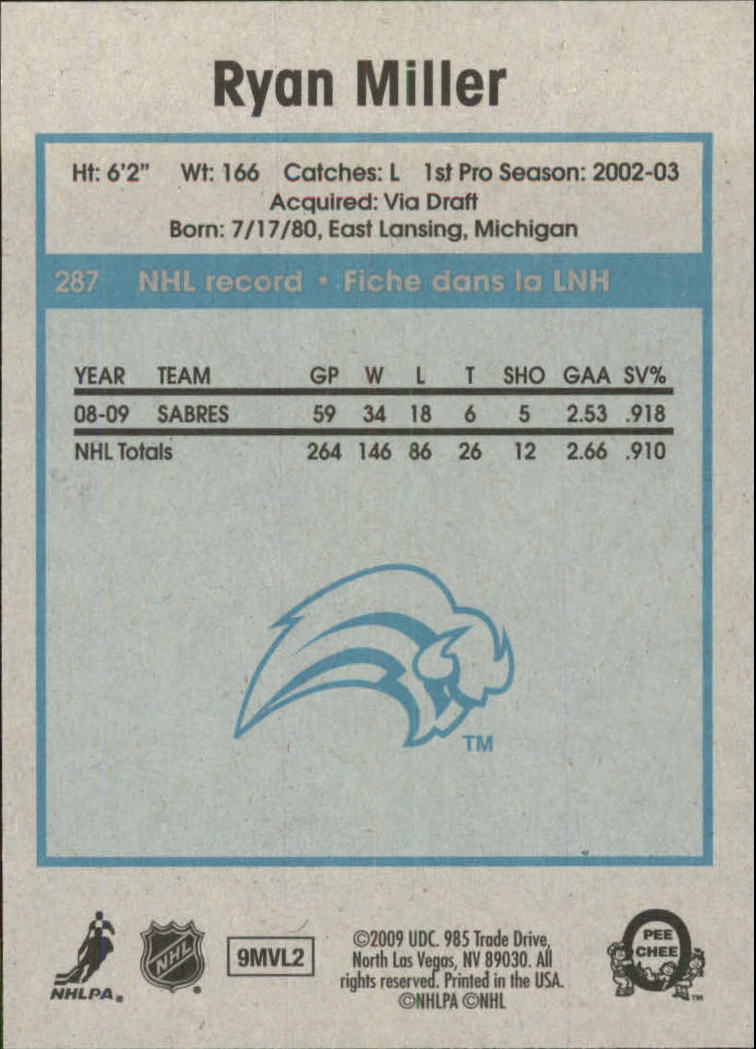 Ryan Miller
Ht: 6'2" Wt: 166 Catches: L 1st Pro Season: 2002-03
Acquired: Via Draft
Born: 7/17/80, East Lansing, Michigan
287 NHL record • Fiche dans la LNH
YEAR TEAM GP W L T SHO GAA SV%
08-09 SABRES 59 34 18 6 5 2.53 .918
NHL Totals 264 146 86 26 12 2.66 .910
TM
NHLPA®
NHL®
9MVL2
©2009 UDC. 985 Trade Drive,
North Las Vegas, NV 89030. All
rights reserved. Printed in the USA.
©NHLPA ©NHL
O
PEE
CHEE
TM